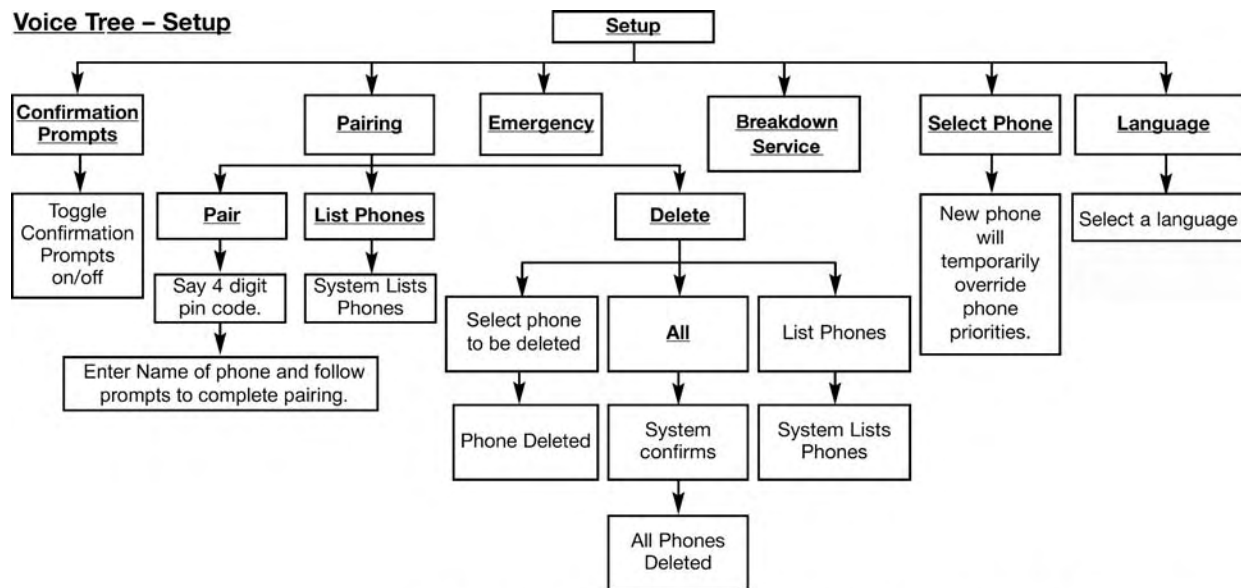 Voice Tree – Setup
Setup
Confirmation
Prompts
Pairing
Emergency
Breakdown
Service
Select Phone
Language
Toggle
Confirmation
Prompts
on/off
Pair
List Phones
Delete
New phone
will
temporarily
override
phone
priorities.
Select a language
Say 4 digit
pin code.
System Lists
Phones
Select phone
to be deleted
All
List Phones
Enter Name of phone and follow
prompts to complete pairing.
Phone Deleted
System
confirms
System Lists
Phones
All Phones
Deleted